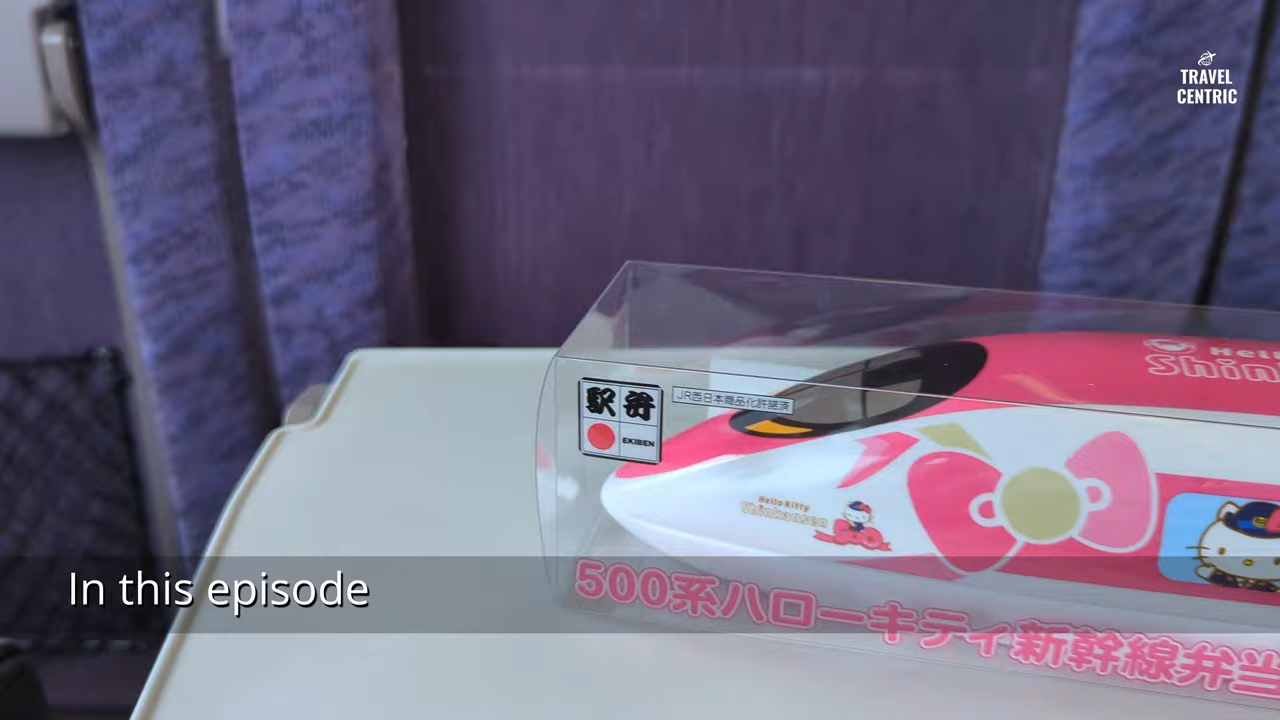 TRAVEL
CENTRIC
駅弁
EKIBEN
JR西日本商品化許諾済
Hello Kitty
Shinkansen
500系ハローキティ新幹線弁当
In this episode